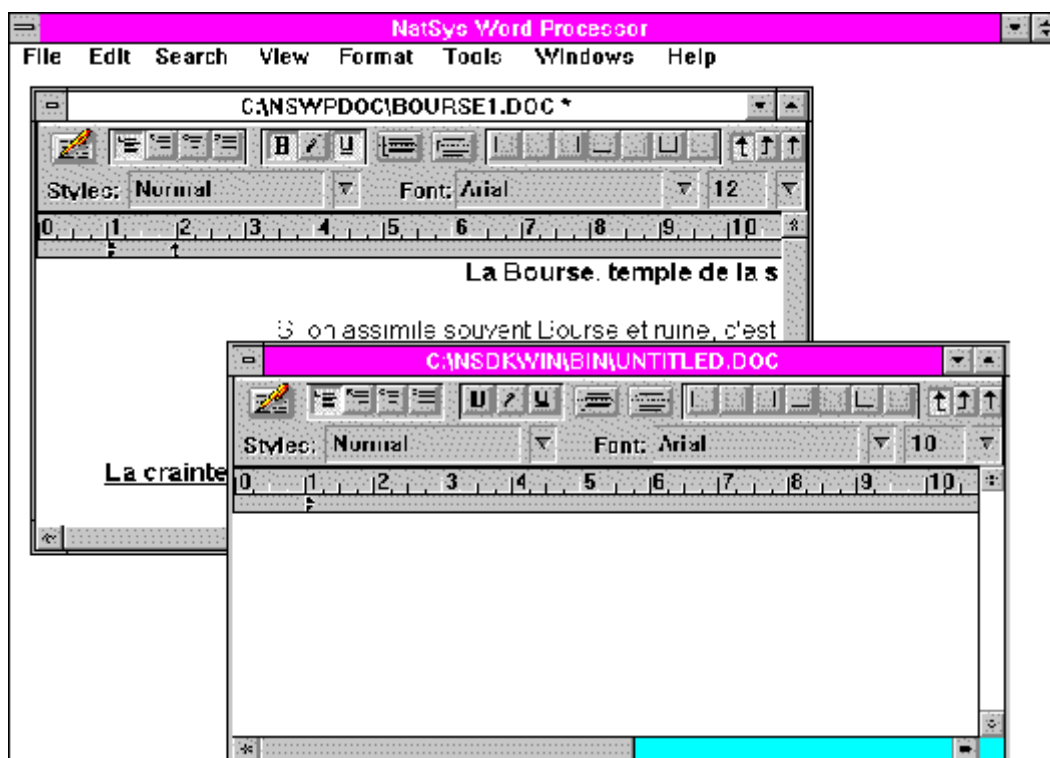 NatSys Word Processor
File Edit Search View Format Tools Windows Help
C:\NSWPDOC\BOURSE1.DOC *
B U
Styles: Normal Font: Arial 12
0 1 2 3 4 5 6 7 8 9 10
La Bourse, temple de la s
S on assimile souvent Bourse et ruine, c'est
La crainte
C:\NSDKWIN\BIN\UNTITLED.DOC
Styles: Normal Font: Arial 10
0 1 2 3 4 5 6 7 8 9 10